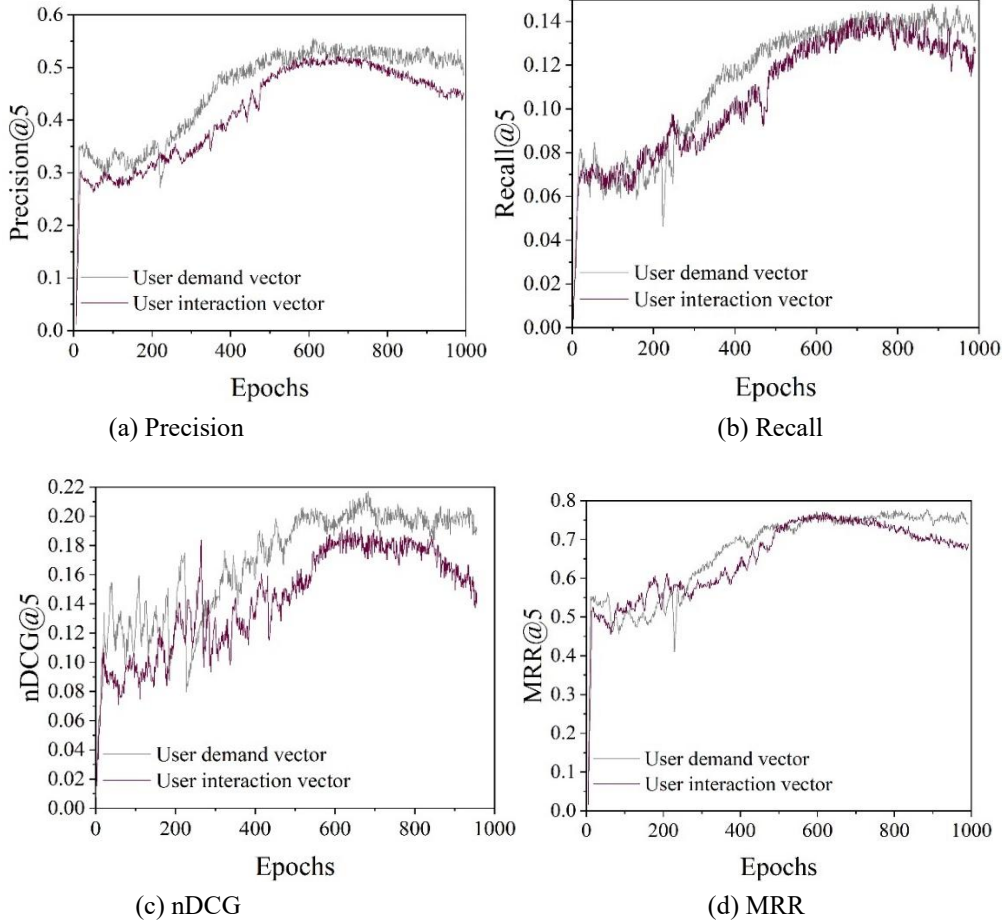 0.6
0.5
0.4
0.3
0.2
0.1
0.0
Precision@5
User demand vector
User interaction vector
0 200 400 600 800 1000
Epochs
(a) Precision
0.14
0.12
0.10
0.08
0.06
0.04
0.02
0.00
Recall@5
User demand vector
User interaction vector
0 200 400 600 800 1000
Epochs
(b) Recall
0.22
0.20
0.18
0.16
0.14
0.12
0.10
0.08
0.06
0.04
0.02
0.00
nDCG@5
User demand vector
User interaction vector
0 200 400 600 800 1000
Epochs
(c) nDCG
0.8
0.7
0.6
0.5
0.4
0.3
0.2
0.1
0.0
MRR@5
User demand vector
User interaction vector
0 200 400 600 800 1000
Epochs
(d) MRR